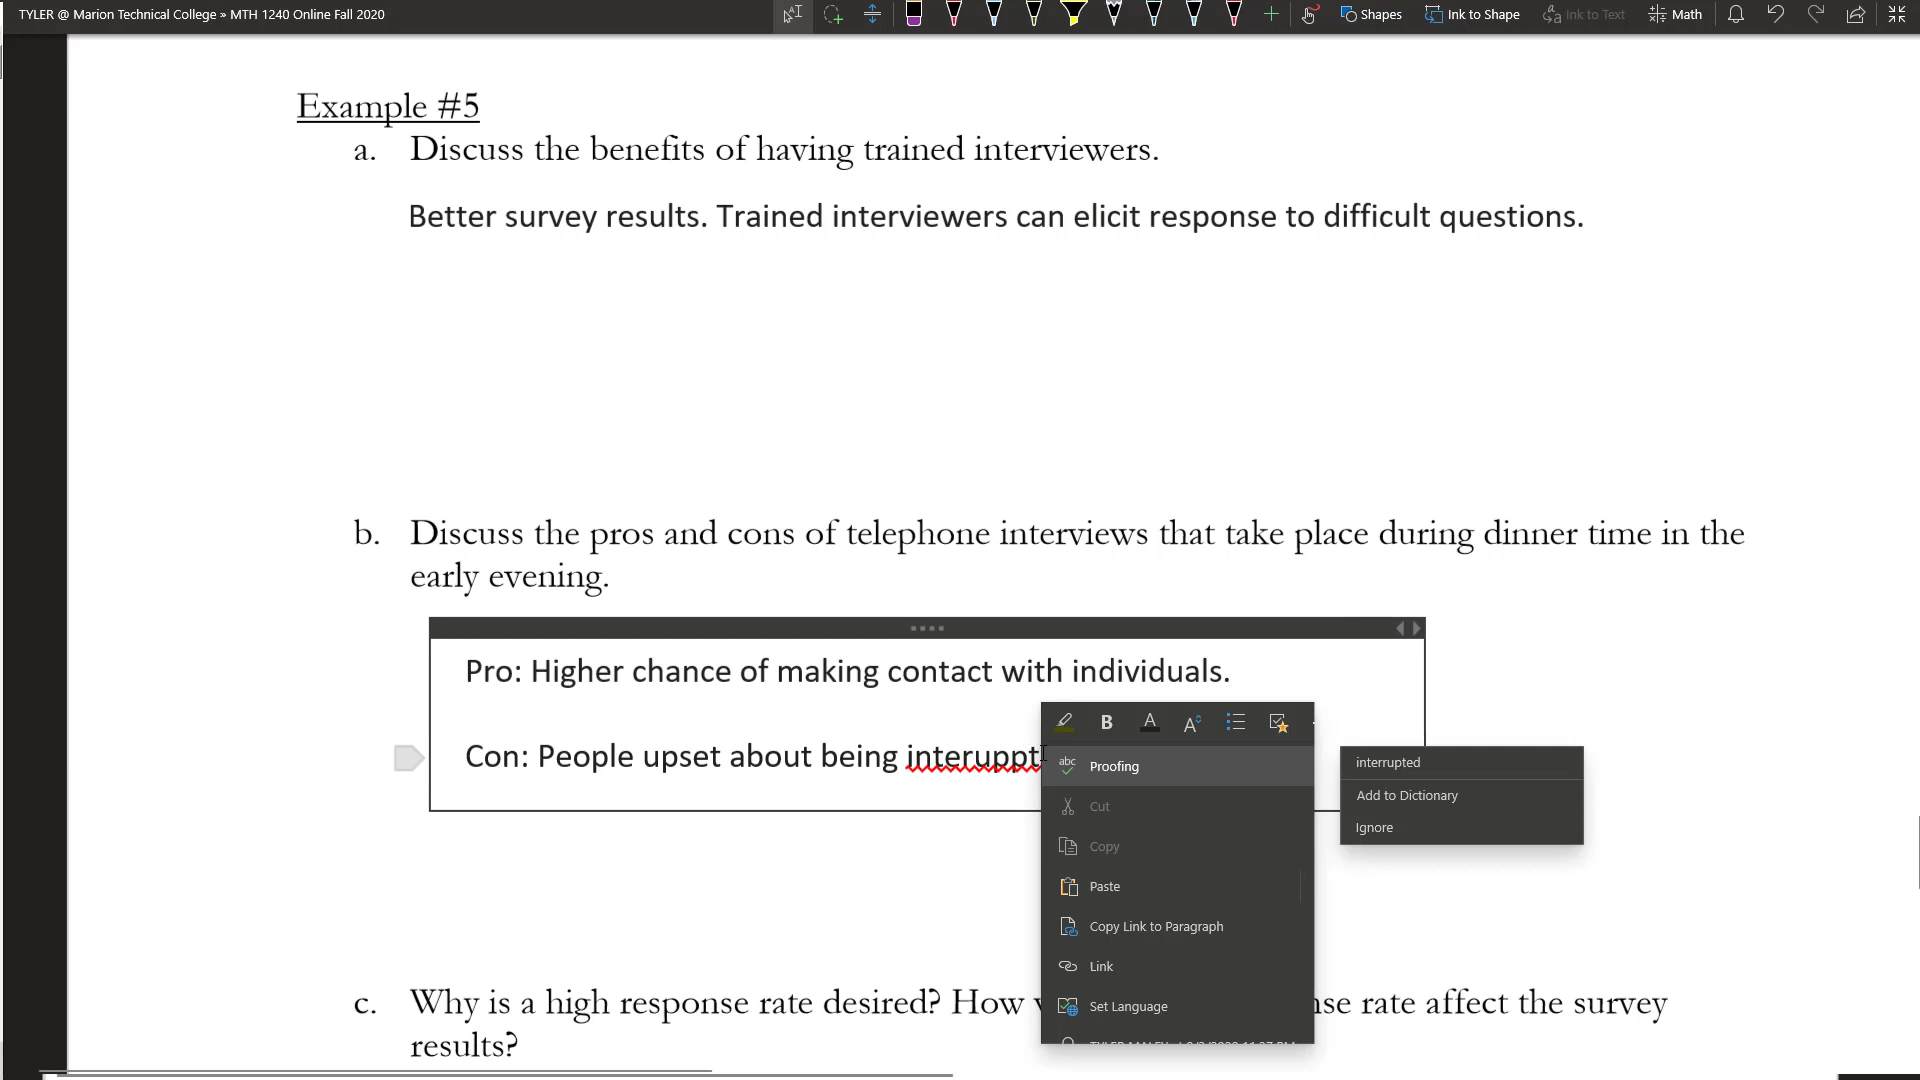 TYLER @ Marion Technical College » MTH 1240 Online Fall 2020
Shapes
Ink to Shape
Ink to Text
Math
Example #5
a. Discuss the benefits of having trained interviewers.
Better survey results. Trained interviewers can elicit response to difficult questions.
b. Discuss the pros and cons of telephone interviews that take place during dinner time in the
early evening.
Pro: Higher chance of making contact with individuals.
Con: People upset about being interuppt
B A A
abc Proofing
Cut
Copy
Paste
Copy Link to Paragraph
Link
Set Language
interrupted
Add to Dictionary
Ignore
c. Why is a high response rate desired? How
rate affect the survey
results?